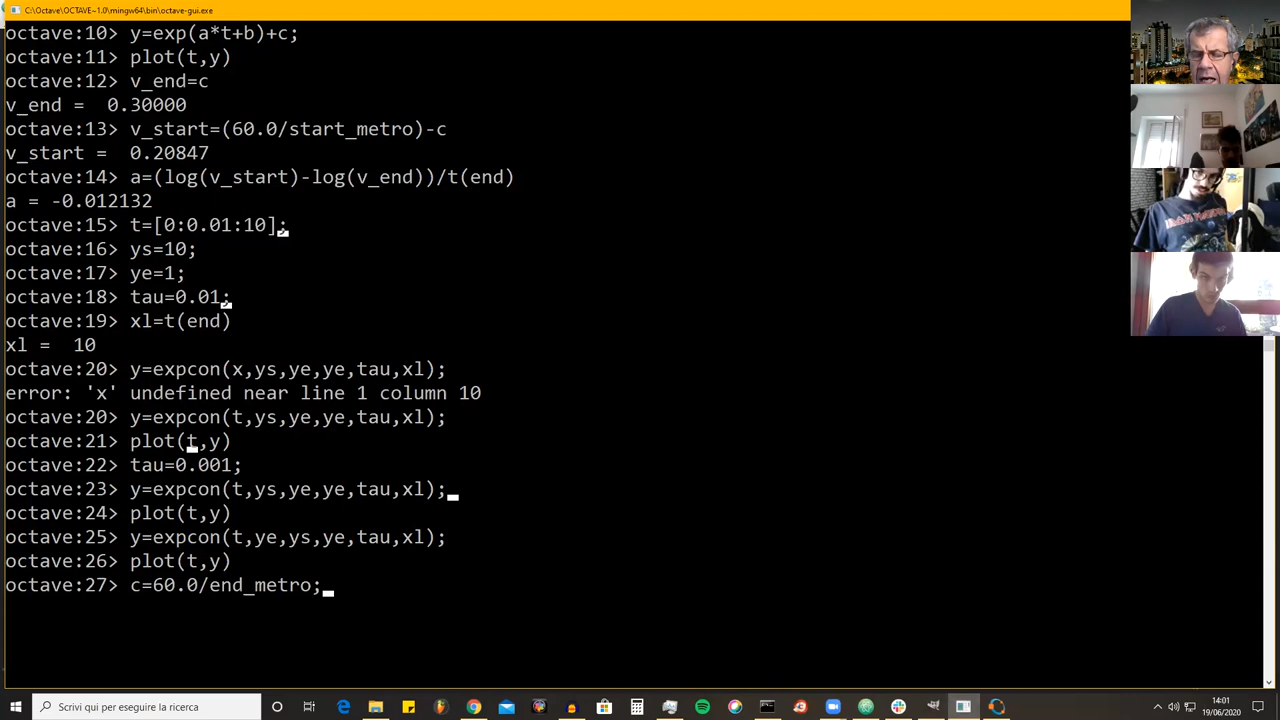 C:\Octave\OCTAVE~1.0\mingw64\bin\octave-gui.exe
octave:10> y=exp(a*t+b)+c;
octave:11> plot(t,y)
octave:12> v_end=c
v_end =  0.30000
octave:13> v_start=(60.0/start_metro)-c
v_start =  0.20847
octave:14> a=(log(v_start)-log(v_end))/t(end)
a = -0.012132
octave:15> t=[0:0.01:10];
octave:16> ys=10;
octave:17> ye=1;
octave:18> tau=0.01;
octave:19> xl=t(end)
xl =  10
octave:20> y=expcon(x,ys,ye,ye,tau,xl);
error: 'x' undefined near line 1 column 10
octave:20> y=expcon(t,ys,ye,ye,tau,xl);
octave:21> plot(t,y)
octave:22> tau=0.001;
octave:23> y=expcon(t,ys,ye,ye,tau,xl);
octave:24> plot(t,y)
octave:25> y=expcon(t,ye,ys,ye,tau,xl);
octave:26> plot(t,y)
octave:27> c=60.0/end_metro;
Scrivi qui per eseguire la ricerca
14:01
19/06/2020